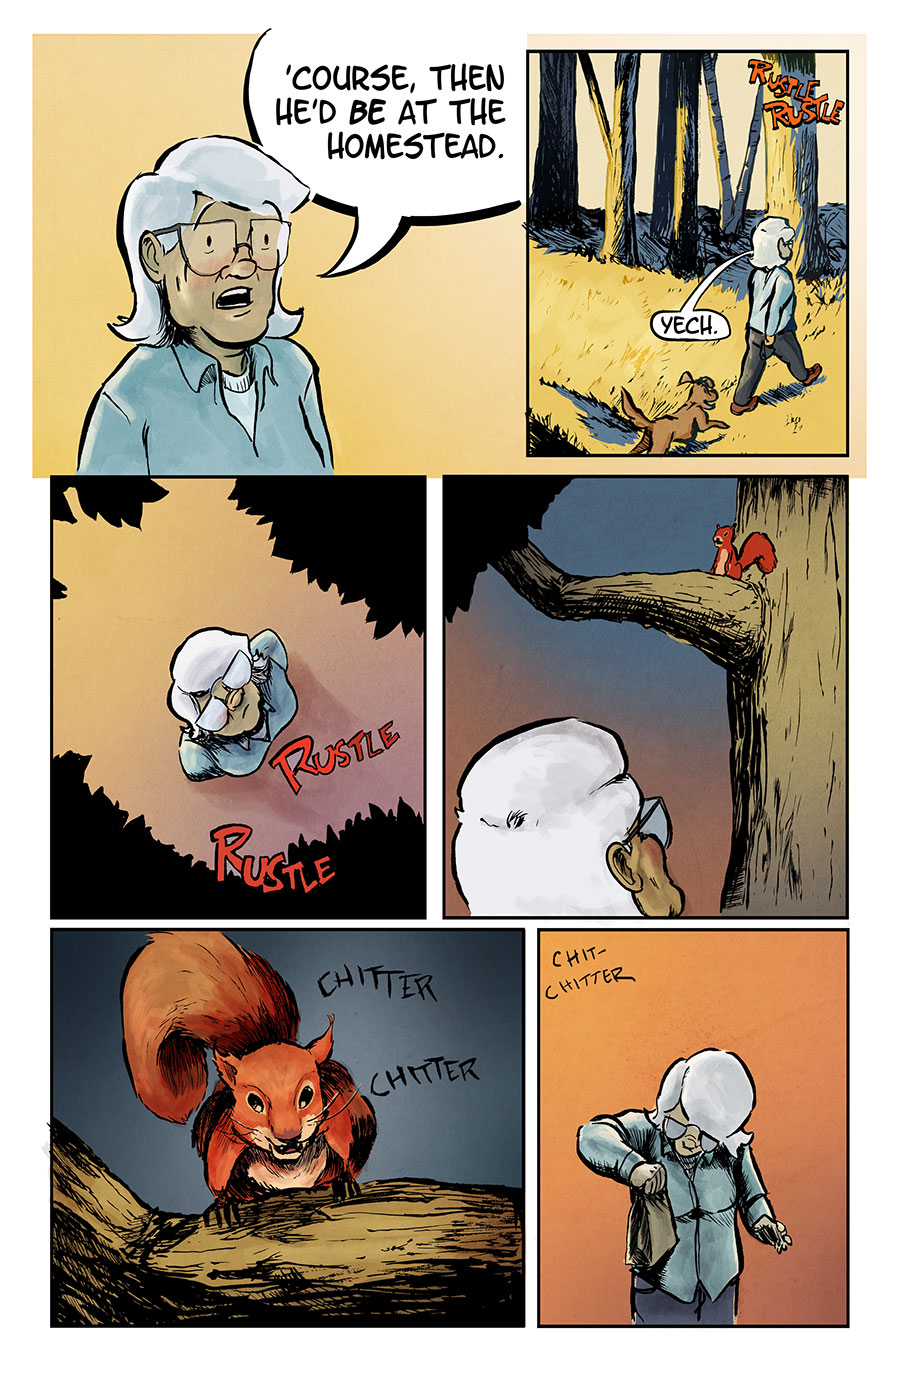 'COURSE, THEN
HE'D BE AT THE
HOMESTEAD.
RUSTLE
RUSTLE
YECH.
RUSTLE
RUSTLE
CHITTER
CHITTER
CHIT-
CHITTER